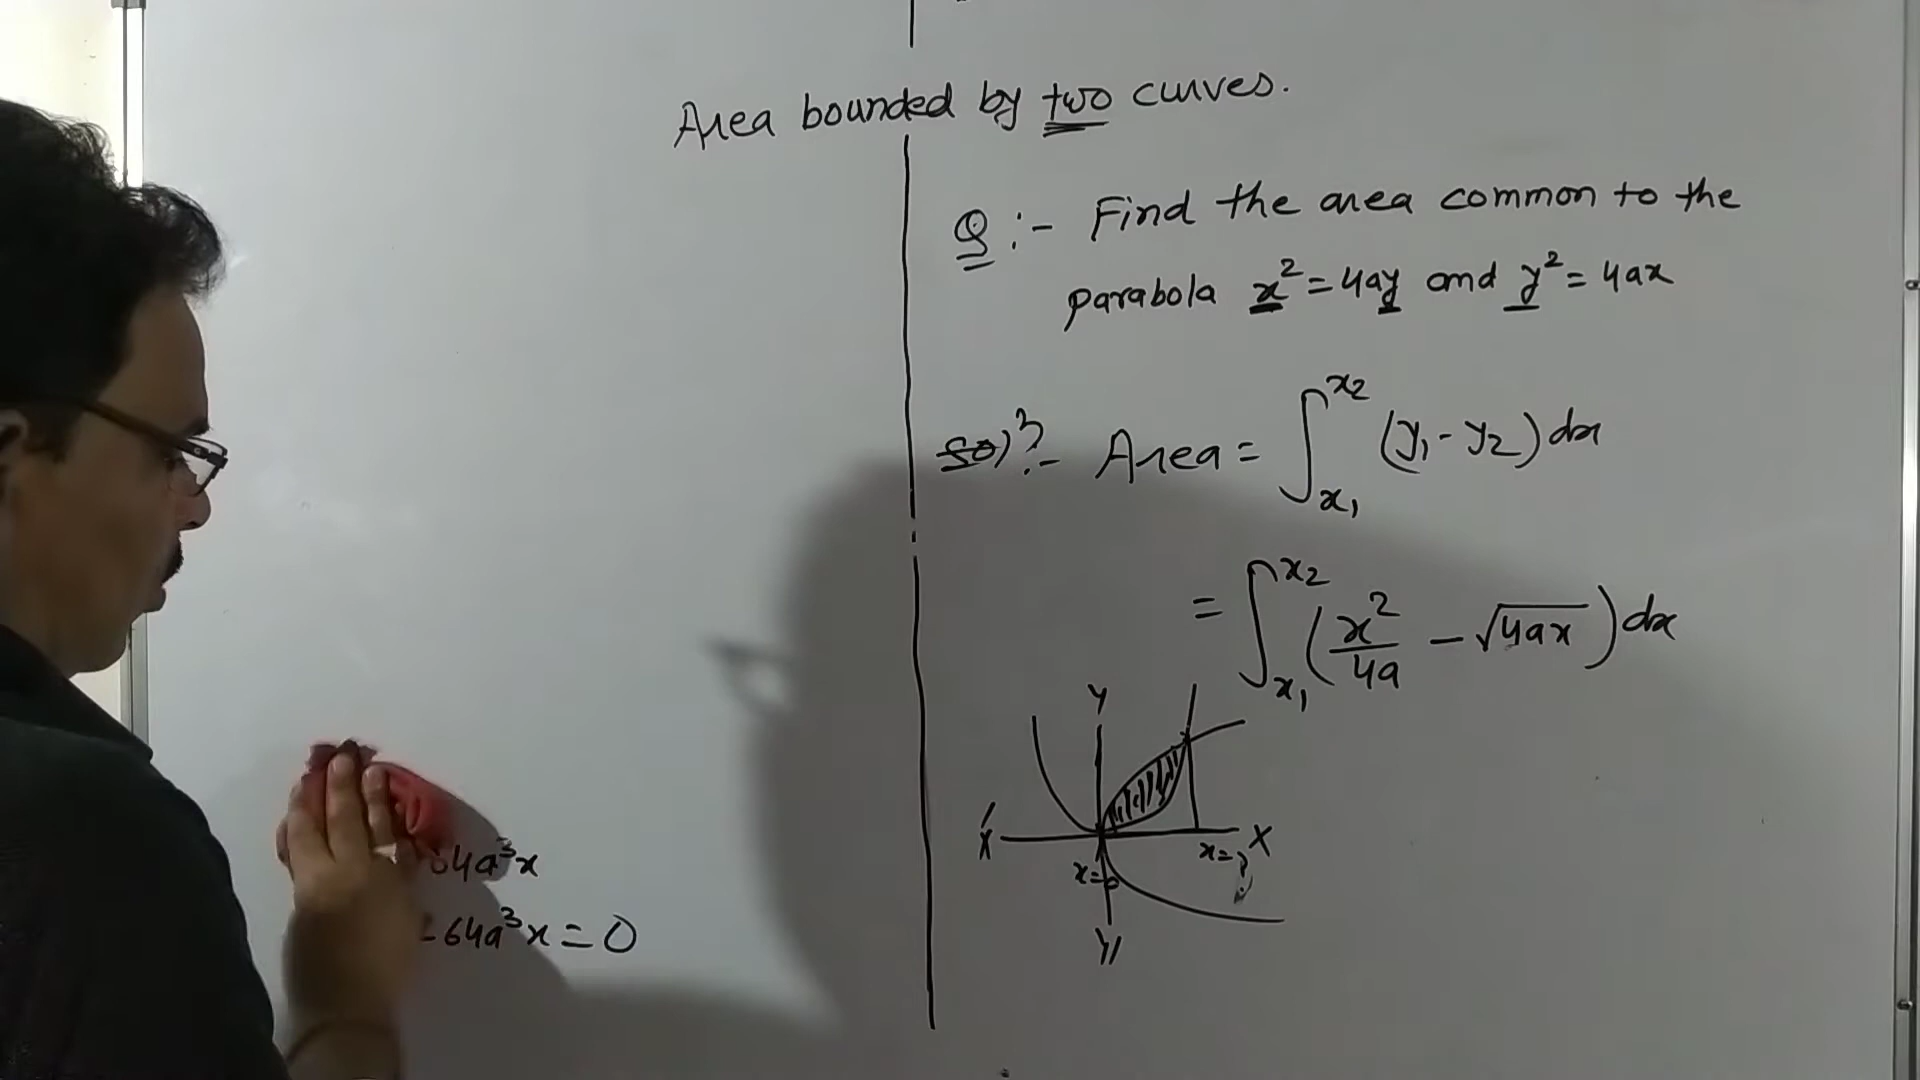 Area bounded by two curves.
Q :- Find the area common to the
parabola x² = 4ay and y² = 4ax
Sol? :- Area = ∫_{x₁}^{x₂} (y₁ - y₂) dx
= ∫_{x₁}^{x₂} (x²/4a - √4ax) dx
Y
X' X
x=0 x=?
Y'
64a³x
- 64a³x = 0